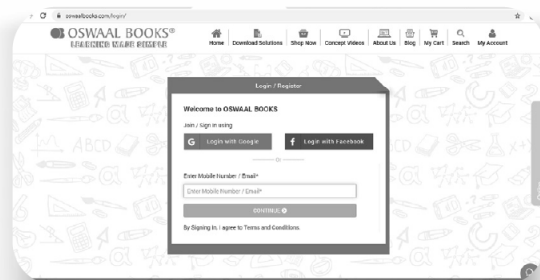 oswaalbooks.com/login/
OSWAAL BOOKS®
LEARNING MADE SIMPLE
Home
Download Solutions
Shop Now
Concept Videos
About Us
Blog
My Cart
Search
My Account
Login / Register
Welcome to OSWAAL BOOKS
Join / Sign in using
G Login with Google
f Login with Facebook
Enter Mobile Number / Email*
Enter Mobile Number / Email*
CONTINUE
By Signing In, I agree to Terms and Conditions.